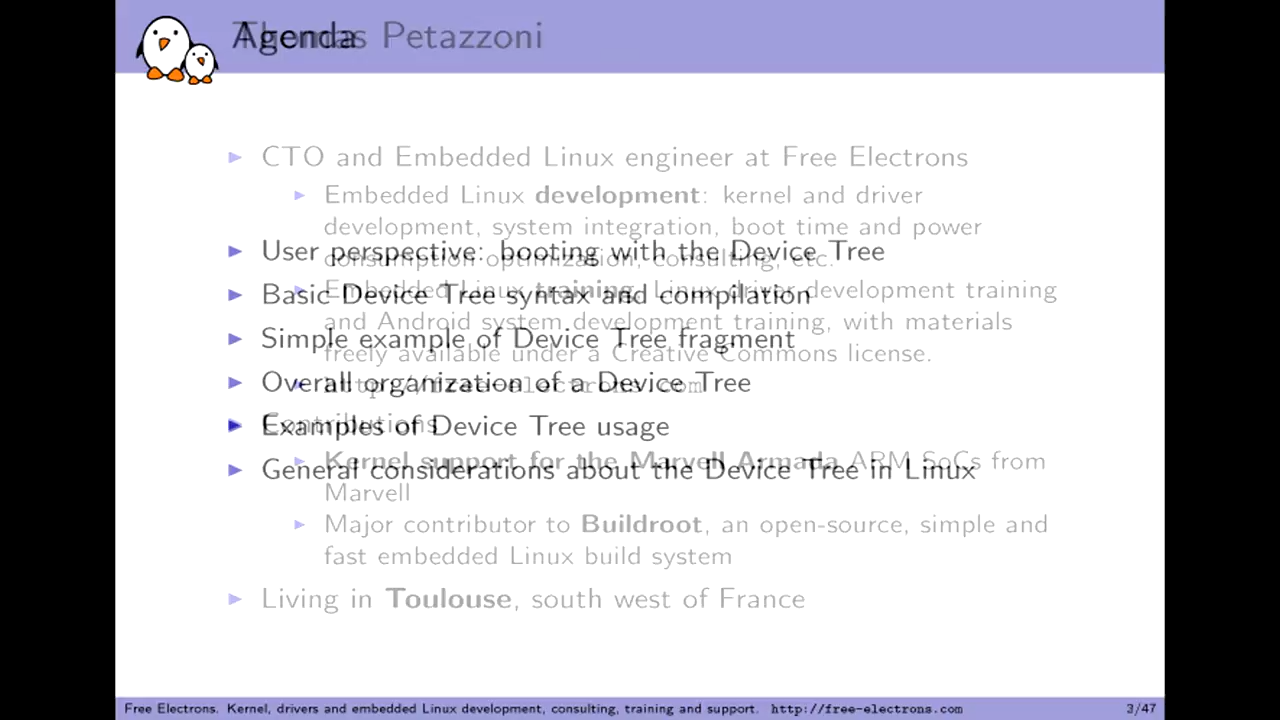 Agenda
Thomas Petazzoni
CTO and Embedded Linux engineer at Free Electrons
Embedded Linux development: kernel and driver
development, system integration, boot time and power
consumption optimization, consulting, etc.
Embedded Linux training, Linux driver development training
and Android system development training, with materials
freely available under a Creative Commons license.
http://free-electrons.com
Contributions
Kernel support for the Marvell Armada ARM SoCs from
Marvell
Major contributor to Buildroot, an open-source, simple and
fast embedded Linux build system
Living in Toulouse, south west of France
User perspective: booting with the Device Tree
Basic Device Tree syntax and compilation
Simple example of Device Tree fragment
Overall organization of a Device Tree
Examples of Device Tree usage
General considerations about the Device Tree in Linux
Free Electrons. Kernel, drivers and embedded Linux development, consulting, training and support. http://free-electrons.com 3/47